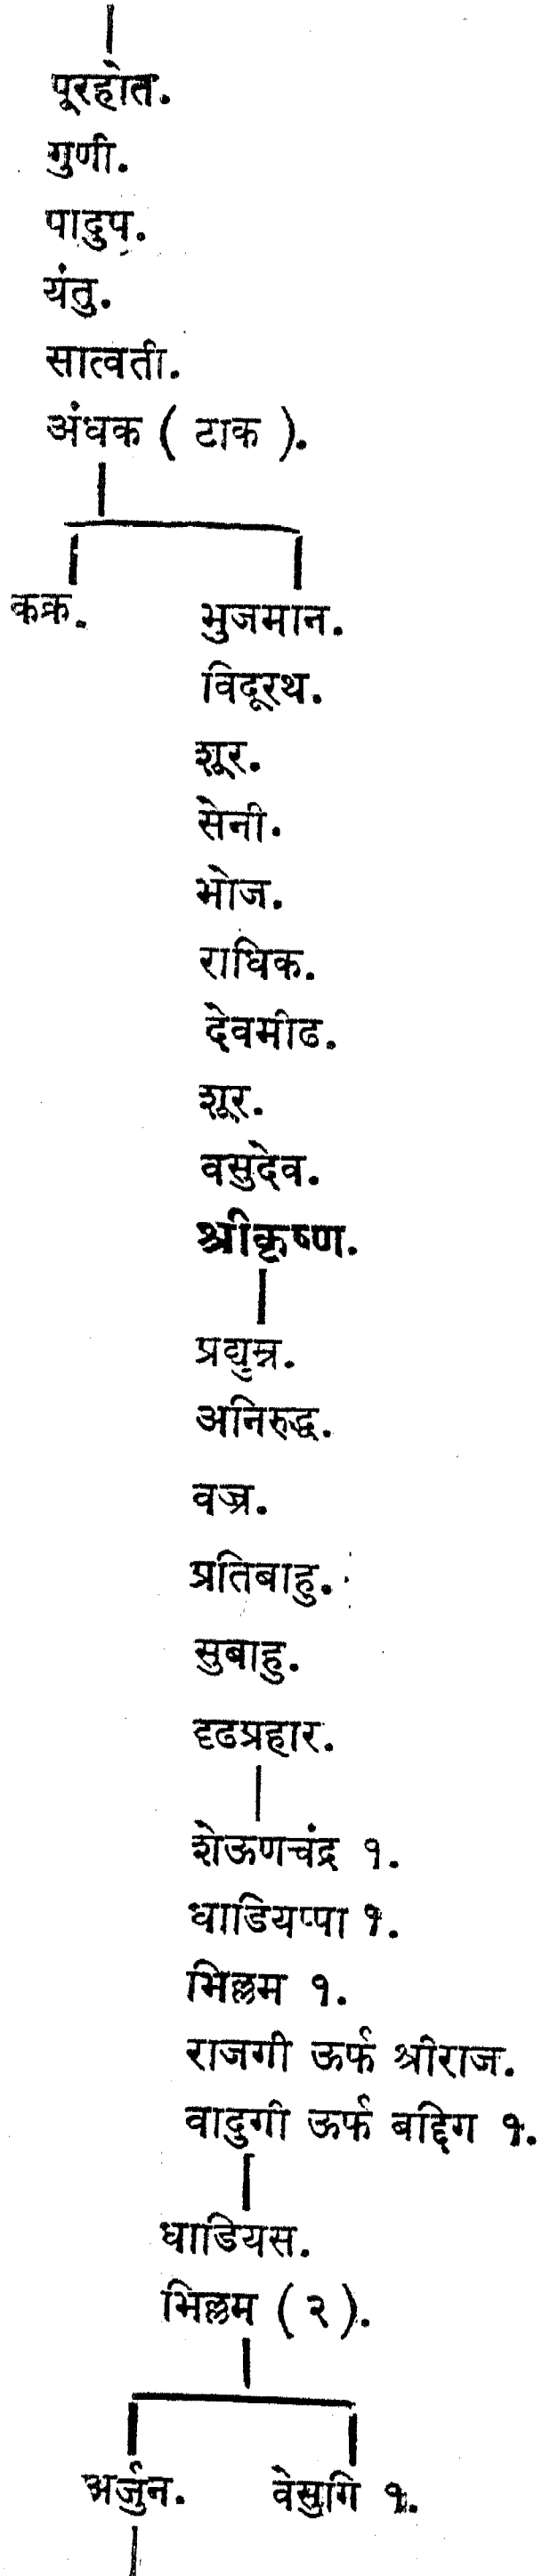 पूरहोत.
गुणी.
पादुप.
यंतु.
सात्वती.
अंधक ( टाक ).
कक्र. भुजमान.
विदूरथ.
शूर.
सेनी.
भोज.
राधिक.
देवमीढ.
शूर.
वसुदेव.
श्रीकृष्ण.
प्रद्युम्न.
अनिरुद्ध.
वज्र.
प्रतिबाहु.
सुबाहु.
दृढप्रहार.
शेऊणचंद्र १.
धाडियप्पा १.
भिल्लम १.
राजगी ऊर्फ श्रीराज.
वादुगी ऊर्फ बद्दिग १.
धाडियस.
भिल्लम ( २ ).
अर्जुन. वेसुगि १.